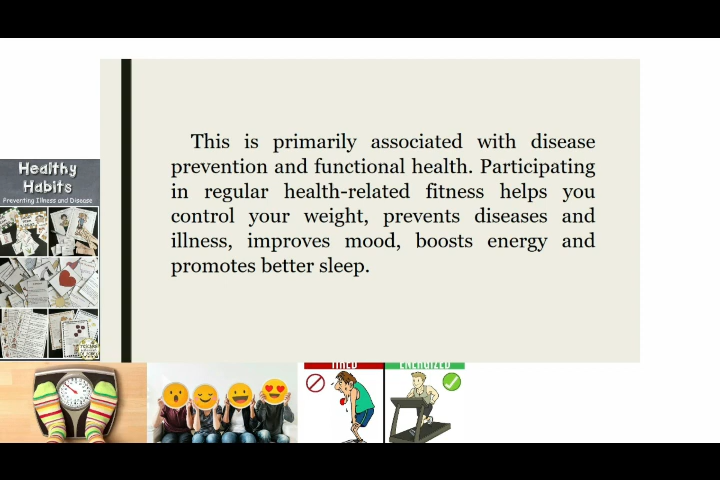 This is primarily associated with disease
prevention and functional health. Participating
in regular health-related fitness helps you
control your weight, prevents diseases and
illness, improves mood, boosts energy and
promotes better sleep.
Healthy
Habits
Preventing Illness and Disease
TIRED
ENERGIZED